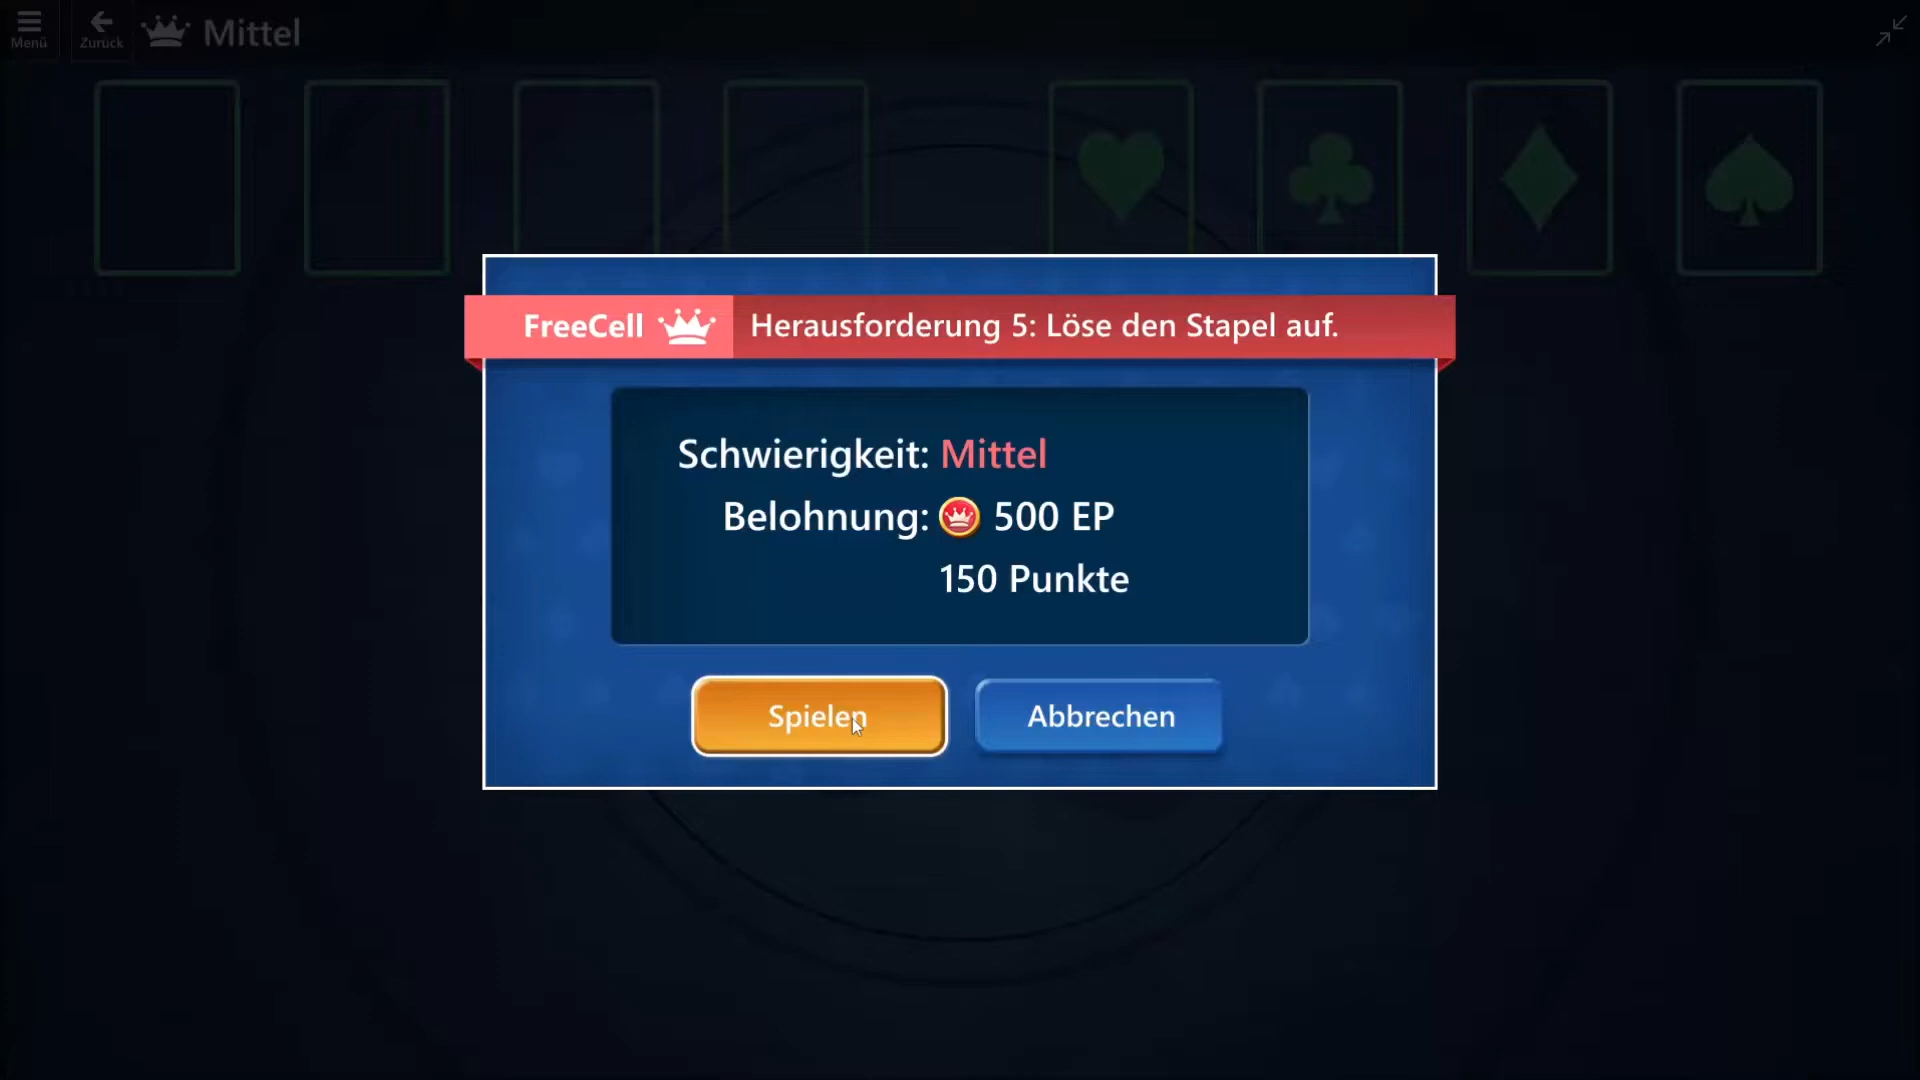 Menü
Zurück
Mittel
FreeCell
Herausforderung 5: Löse den Stapel auf.
Schwierigkeit: Mittel
Belohnung: 500 EP
150 Punkte
Spielen
Abbrechen